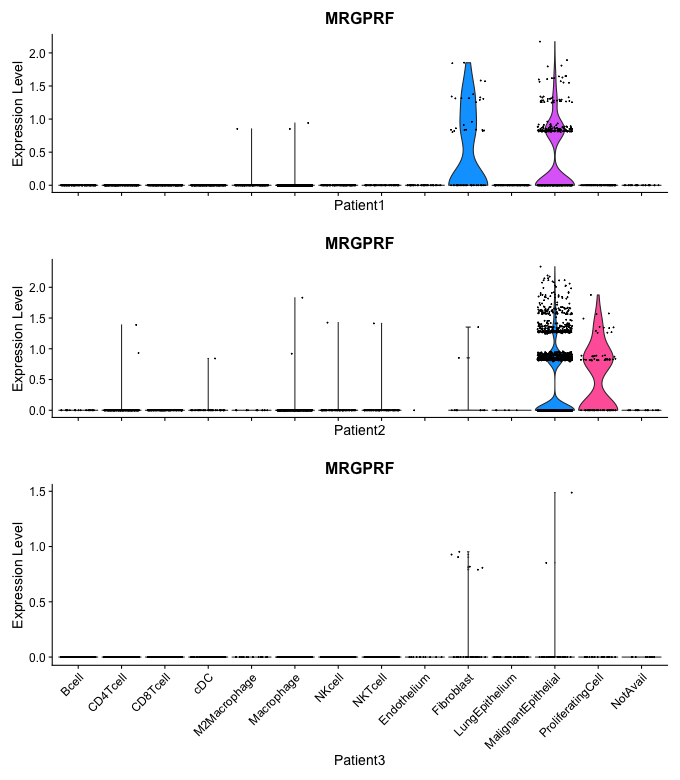 MRGPRF
Expression Level
2.0
1.5
1.0
0.5
0.0
Patient1
MRGPRF
Expression Level
2.0
1.5
1.0
0.5
0.0
Patient2
MRGPRF
Expression Level
1.5
1.0
0.5
0.0
Bcell
CD4Tcell
CD8Tcell
cDC
M2Macrophage
Macrophage
NKcell
NKTcell
Endothelium
Fibroblast
LungEpithelium
MalignantEpithelial
ProliferatingCell
NotAvail
Patient3